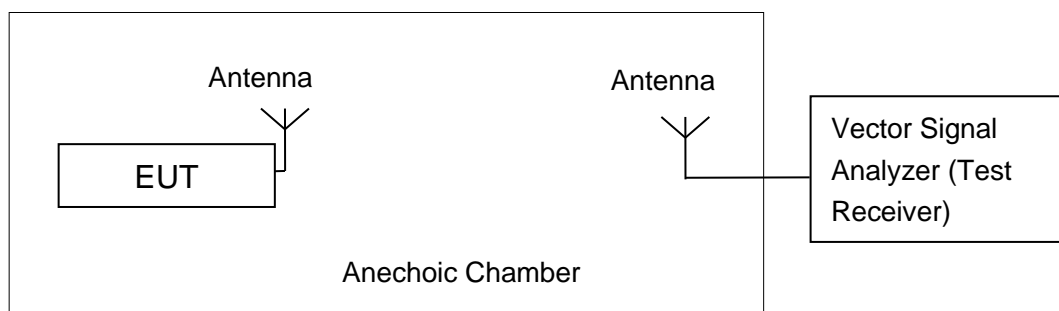 Antenna
Antenna
EUT
Vector Signal
Analyzer (Test
Receiver)
Anechoic Chamber